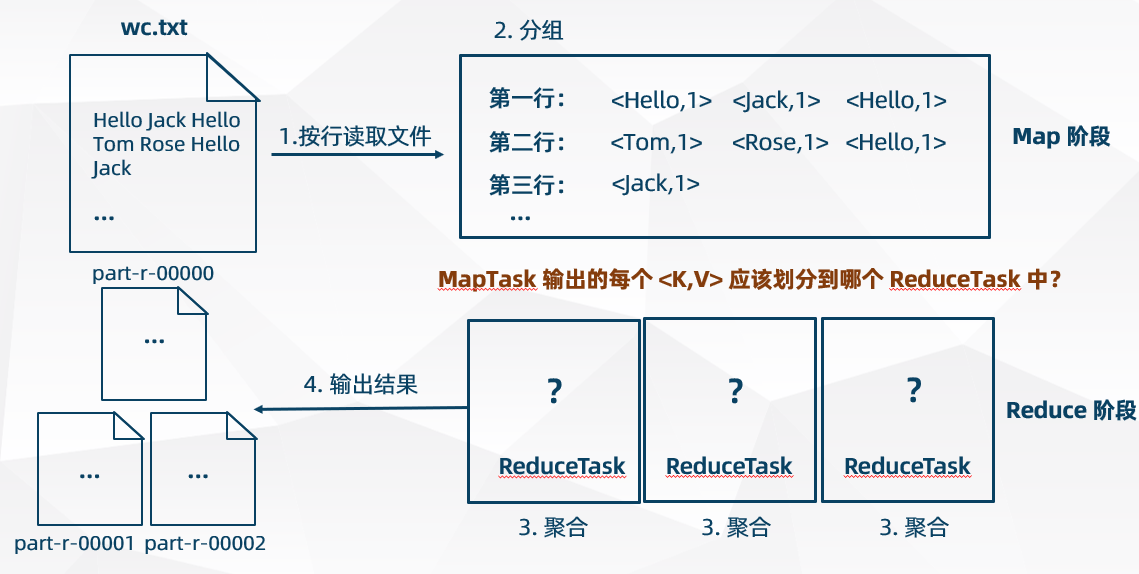 wc.txt
Hello Jack Hello
Tom Rose Hello
Jack
...
1.按行读取文件
2. 分组
第一行： <Hello,1> <Jack,1> <Hello,1>
第二行： <Tom,1> <Rose,1> <Hello,1>
第三行： <Jack,1>
...
Map 阶段
MapTask 输出的每个 <K,V> 应该划分到哪个 ReduceTask 中？
? ? ?
ReduceTask ReduceTask ReduceTask
3. 聚合 3. 聚合 3. 聚合
Reduce 阶段
4. 输出结果
part-r-00000
...
... ...
part-r-00001 part-r-00002